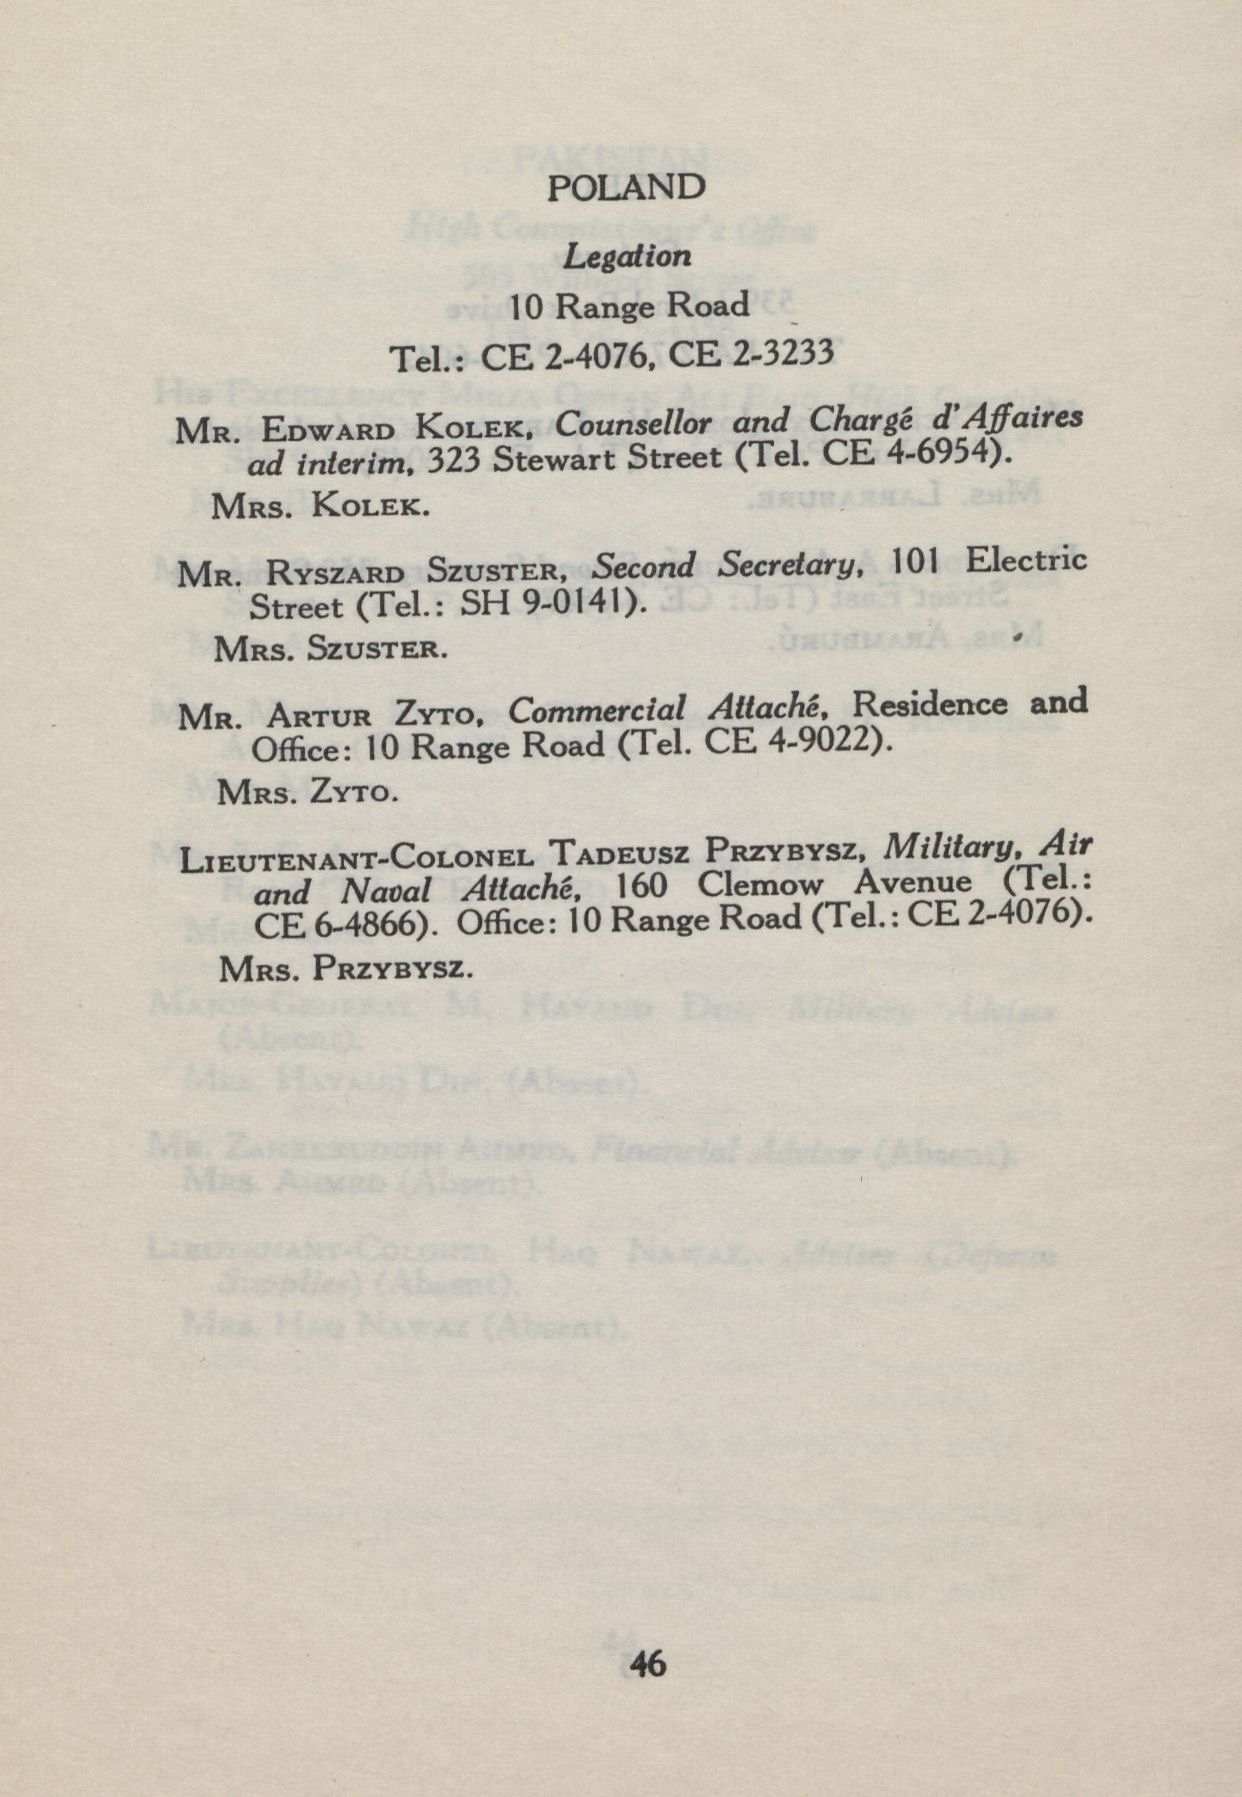 POLAND
Legation
10 Range Road
Tel.: CE 2-4076, CE 2-3233
MR. EDWARD KOLEK, Counsellor and Chargé d'Affaires
ad interim, 323 Stewart Street (Tel. CE 4-6954).
MRS. KOLEK.
MR. RYSZARD SZUSTER, Second Secretary, 101 Electric
Street (Tel.: SH 9-0141).
MRS. SZUSTER.
MR. ARTUR ZYTO, Commercial Attaché, Residence and
Office: 10 Range Road (Tel. CE 4-9022).
MRS. ZYTO.
LIEUTENANT-COLONEL TADEUSZ PRZYBYSZ, Military, Air
and Naval Attaché, 160 Clemow Avenue (Tel.:
CE 6-4866). Office: 10 Range Road (Tel.: CE 2-4076).
MRS. PRZYBYSZ.
46